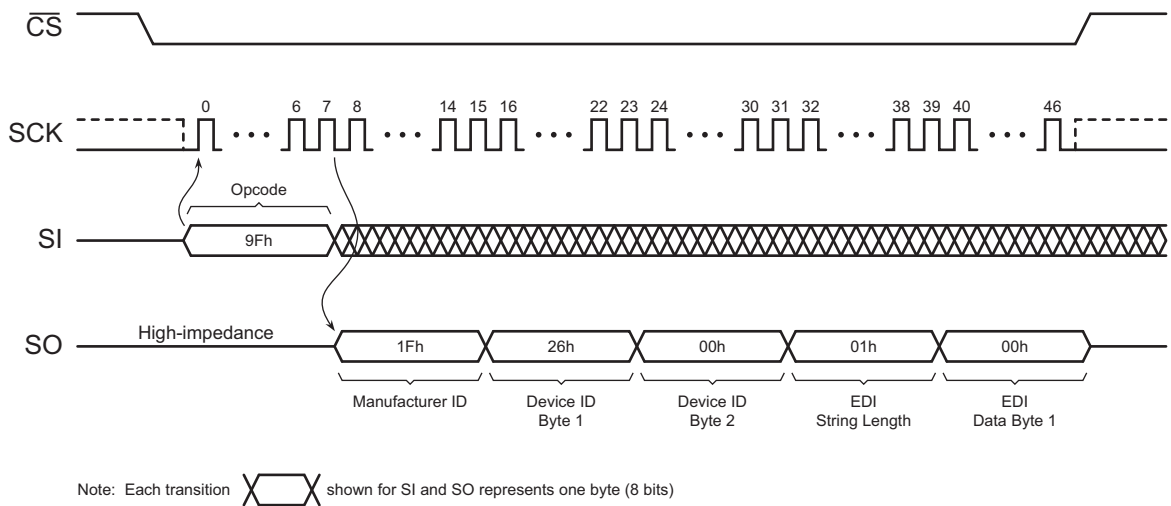 CS
0 6 7 8 14 15 16 22 23 24 30 31 32 38 39 40 46
SCK
Opcode
SI
9Fh
High-impedance
SO
1Fh 26h 00h 01h 00h
Manufacturer ID
Device ID
Byte 1
Device ID
Byte 2
EDI
String Length
EDI
Data Byte 1
Note: Each transition shown for SI and SO represents one byte (8 bits)